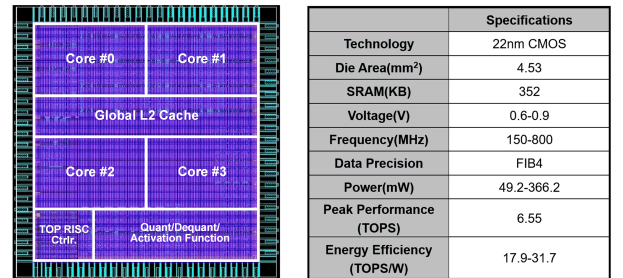 Core #0
Core #1
Global L2 Cache
Core #2
Core #3
TOP RISC
Ctrlr.
Quant/Dequant/
Activation Function
Specifications
Technology 22nm CMOS
Die Area(mm²) 4.53
SRAM(KB) 352
Voltage(V) 0.6-0.9
Frequency(MHz) 150-800
Data Precision FIB4
Power(mW) 49.2-366.2
Peak Performance
(TOPS) 6.55
Energy Efficiency
(TOPS/W) 17.9-31.7